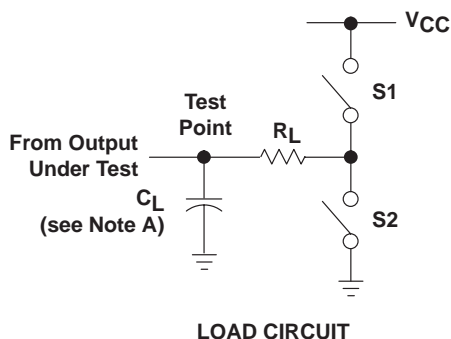 VCC
S1
Test
Point
RL
From Output
Under Test
CL
(see Note A)
S2
LOAD CIRCUIT